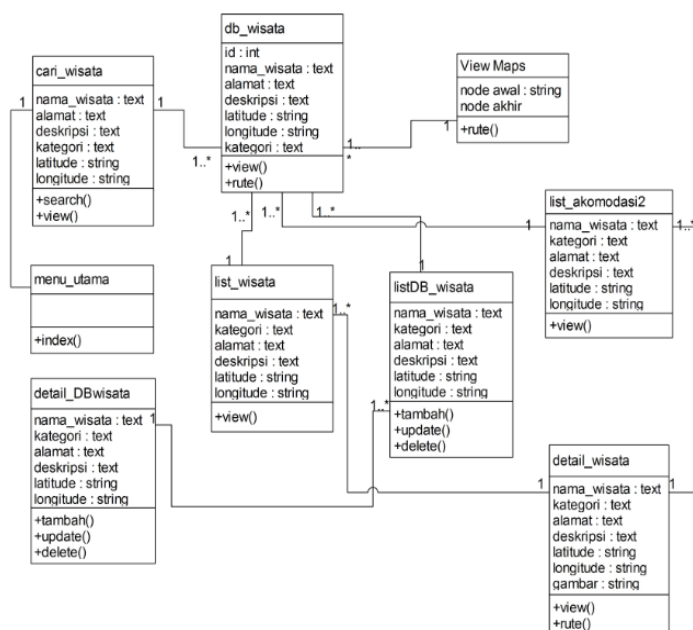 db_wisata
id : int
nama_wisata : text
alamat : text
deskripsi : text
latitude : string
longitude : string
kategori : text
+view()
+rute()
1..*
1..*
1..*
1..*
1..
*
cari_wisata
nama_wisata : text
alamat : text
deskripsi : text
kategori : text
latitude : string
longitude : string
+search()
+view()
1
1
View Maps
node awal : string
node akhir
+rute()
1
menu_utama
+index()
list_akomodasi2
nama_wisata : text
kategori : text
alamat : text
deskripsi : text
latitude : string
longitude : string
+view()
1
1..*
list_wisata
nama_wisata : text
kategori : text
alamat : text
deskripsi : text
latitude : string
longitude : string
+view()
1
1..*
listDB_wisata
nama_wisata : text
kategori : text
alamat : text
deskripsi : text
latitude : string
longitude : string
+tambah()
+update()
+delete()
1
1..*
detail_DBwisata
nama_wisata : text
kategori : text
alamat : text
deskripsi : text
latitude : string
longitude : string
+tambah()
+update()
+delete()
1
detail_wisata
nama_wisata : text
kategori : text
alamat : text
deskripsi : text
latitude : string
longitude : string
gambar : string
+view()
+rute()
1
1